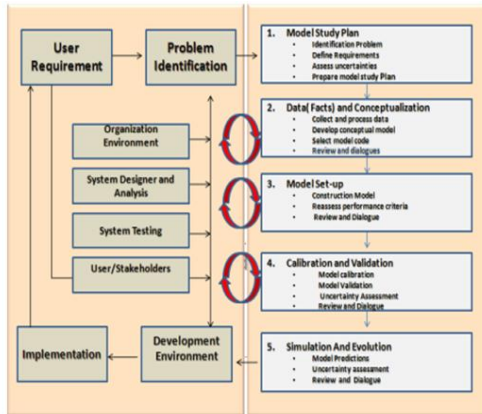 User
Requirement
Problem
Identification
Organization
Environment
System Designer and
Analysis
System Testing
User/Stakeholders
Implementation
Development
Environment
1. Model Study Plan
• Identification Problem
• Define Requirements
• Assess uncertainties
• Prepare model study Plan
2. Data( Facts) and Conceptualization
• Collect and process data
• Develop conceptual model
• Select model code
• Review and dialogues
3. Model Set-up
• Construction Model
• Reassess performance criteria
• Review and Dialogue
4. Calibration and Validation
• Model calibration
• Model Validation
• Uncertainty Assessment
• Review and Dialogue
5. Simulation And Evolution
• Model Predictions
• Uncertainty assessment
• Review and Dialogue